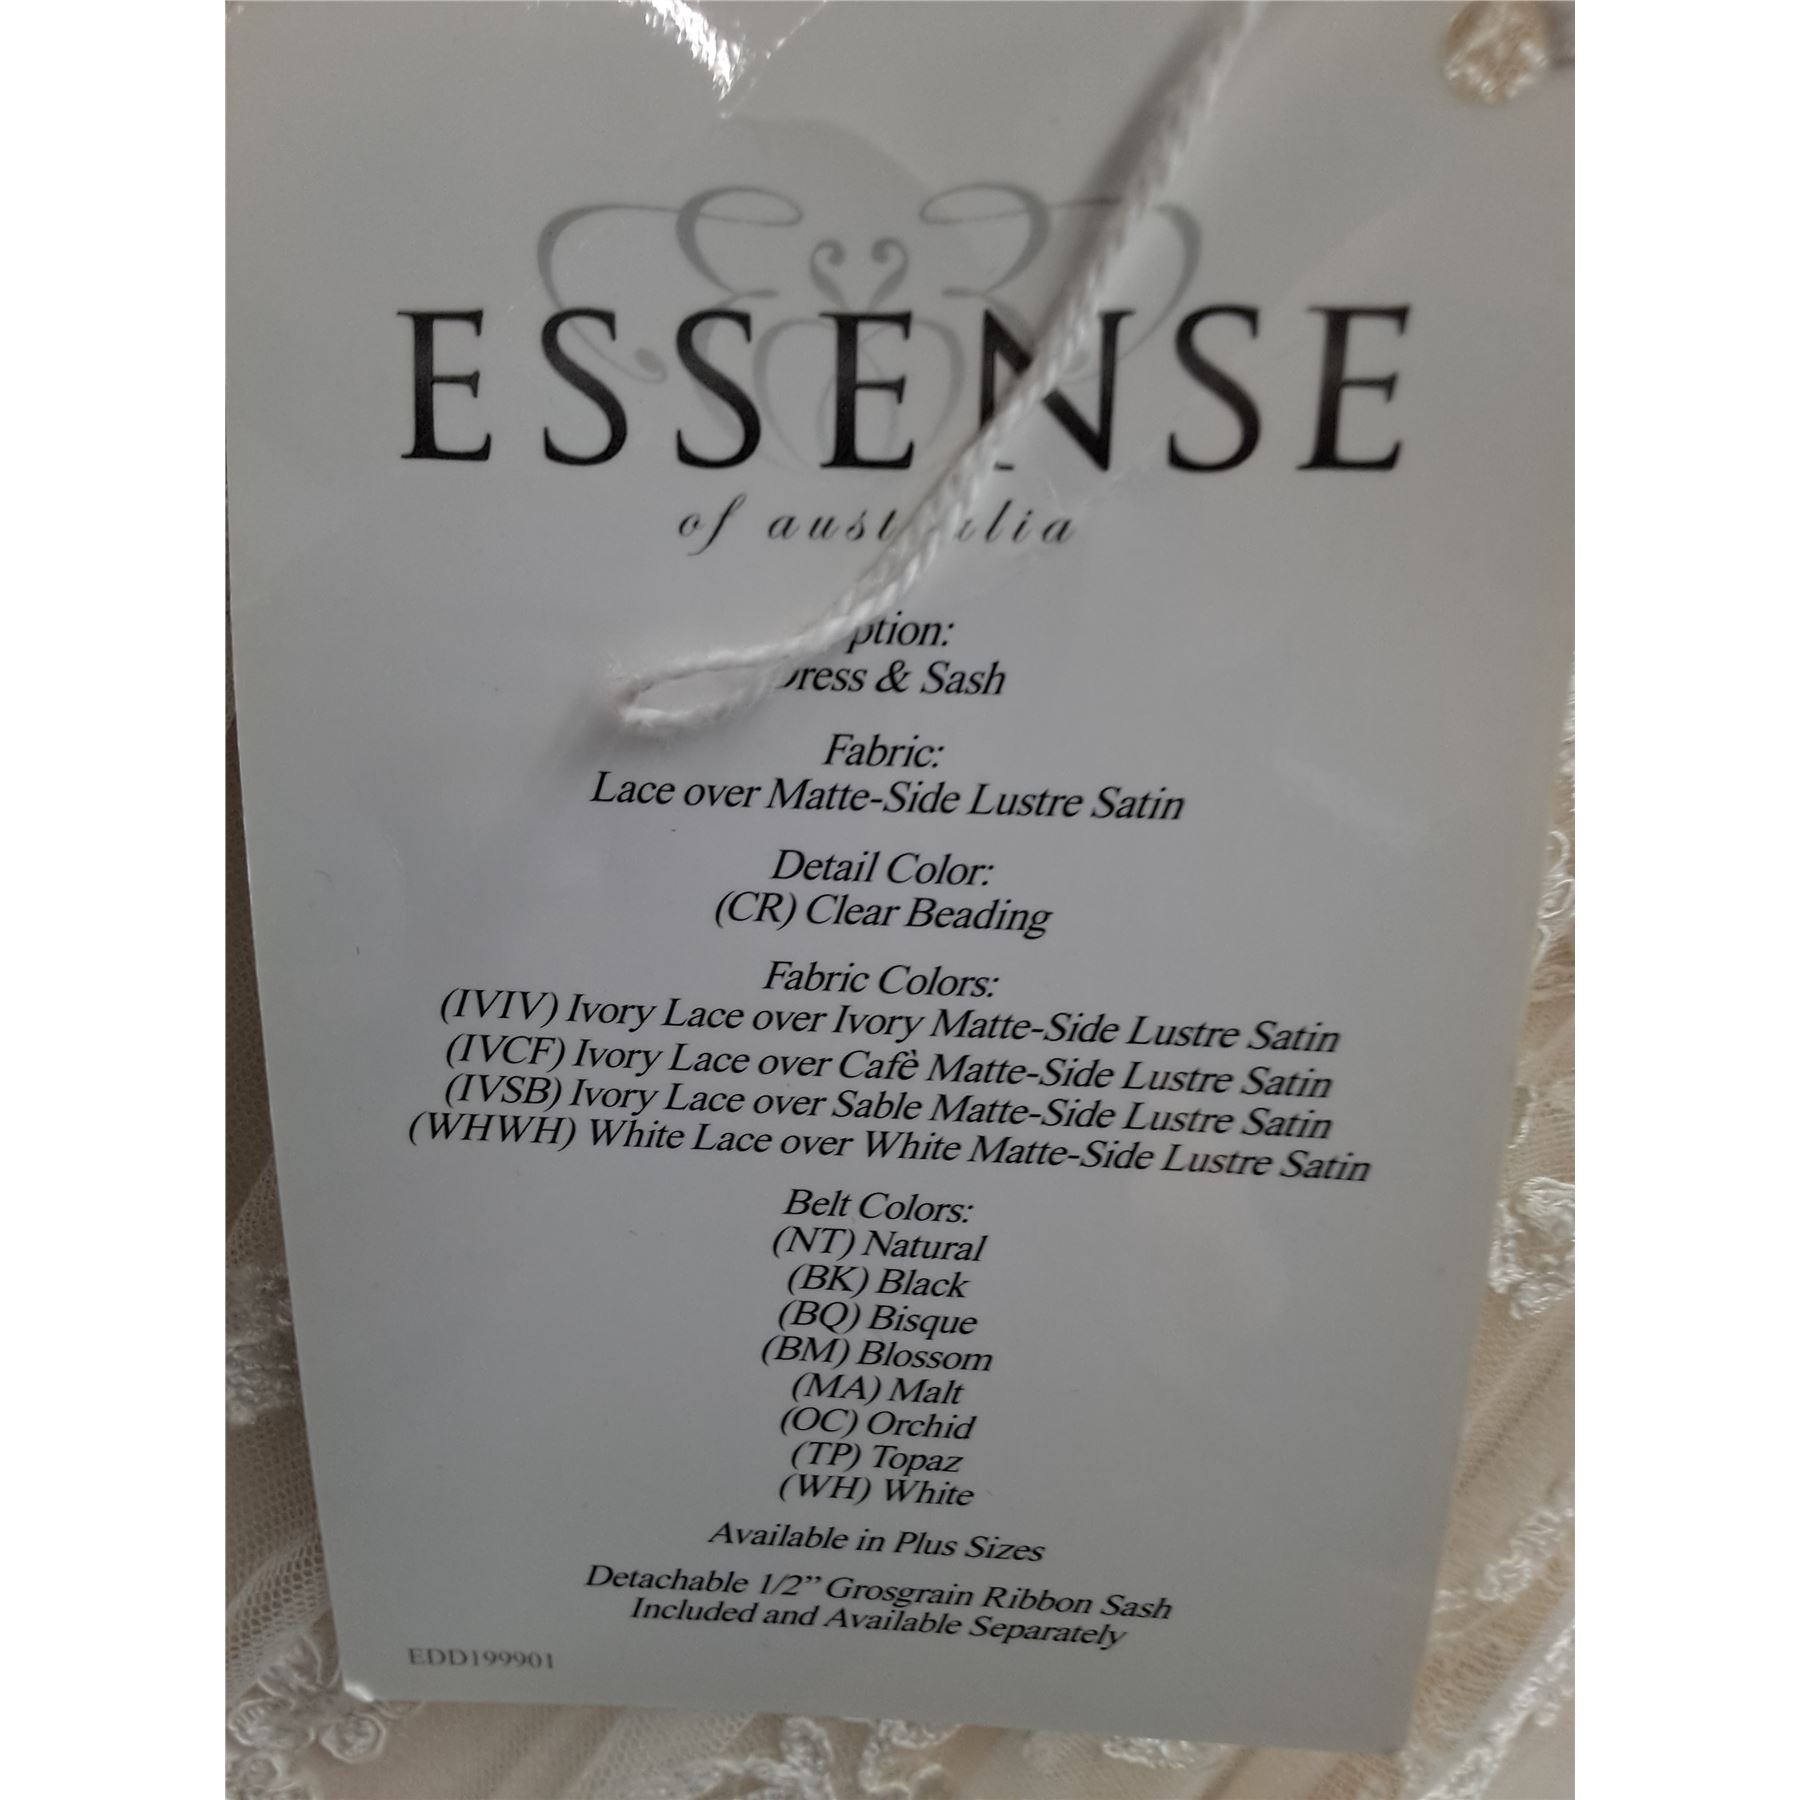 ESSENSE
of australia
ption:
Dress & Sash
Fabric:
Lace over Matte-Side Lustre Satin
Detail Color:
(CR) Clear Beading
Fabric Colors:
(IVIV) Ivory Lace over Ivory Matte-Side Lustre Satin
(IVCF) Ivory Lace over Cafè Matte-Side Lustre Satin
(IVSB) Ivory Lace over Sable Matte-Side Lustre Satin
(WHWH) White Lace over White Matte-Side Lustre Satin
Belt Colors:
(NT) Natural
(BK) Black
(BQ) Bisque
(BM) Blossom
(MA) Malt
(OC) Orchid
(TP) Topaz
(WH) White
Available in Plus Sizes
Detachable 1/2” Grosgrain Ribbon Sash
Included and Available Separately
EDD199901